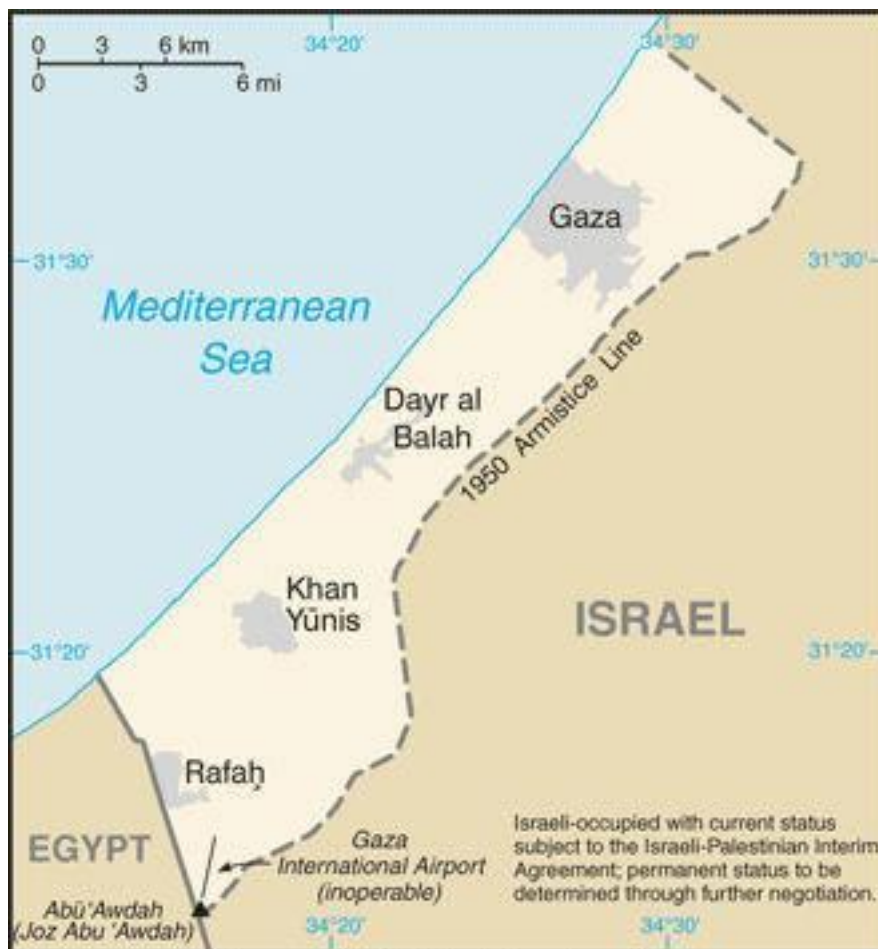 0 3 6 km
0 3 6 mi
34°20'
34°30'
Gaza
31°30'
31°30'
Mediterranean
Sea
Dayr al
Balah
1950 Armistice Line
Khan
Yūnis
ISRAEL
31°20'
31°20'
Rafaḩ
EGYPT
Gaza
International Airport
(inoperable)
Israeli-occupied with current status
subject to the Israeli-Palestinian Interim
Agreement; permanent status to be
determined through further negotiation.
Abū 'Awdah
(Joz Abu 'Awdah)
34°20'
34°30'